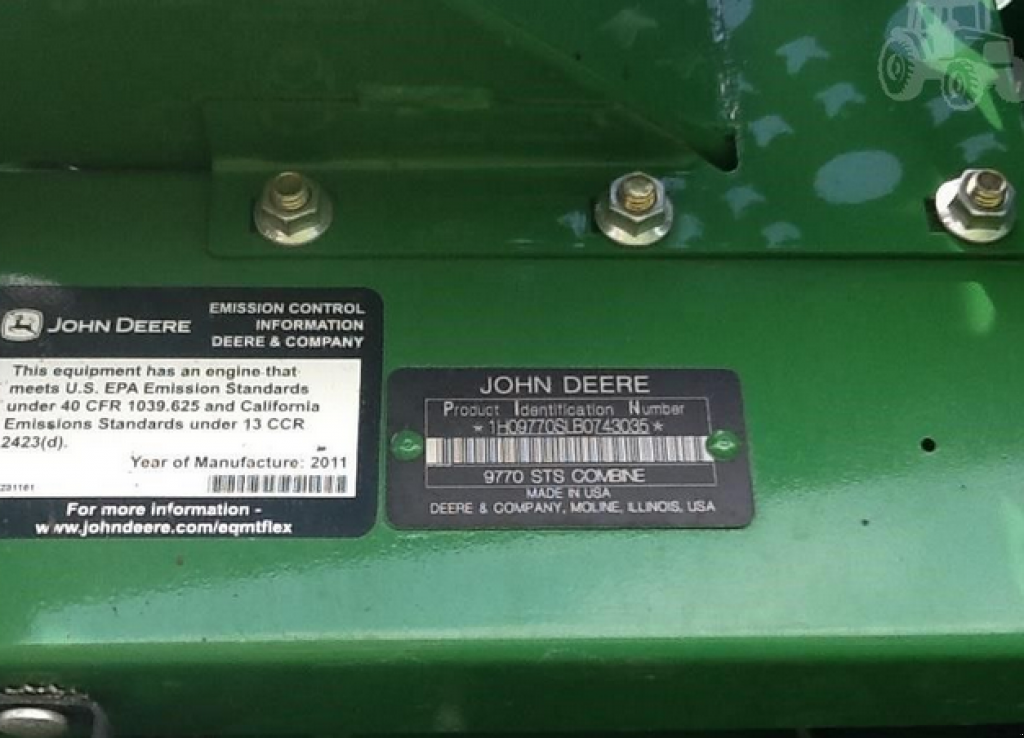 JOHN DEERE
EMISSION CONTROL
INFORMATION
DEERE & COMPANY
This equipment has an engine that
meets U.S. EPA Emission Standards
under 40 CFR 1039.625 and California
Emissions Standards under 13 CCR
2423(d).
Year of Manufacture: 2011
For more information -
www.johndeere.com/eqmtflex
JOHN DEERE
Product Identification Number
*1H09770SLB0743035*
9770 STS COMBINE
MADE IN USA
DEERE & COMPANY, MOLINE, ILLINOIS, USA